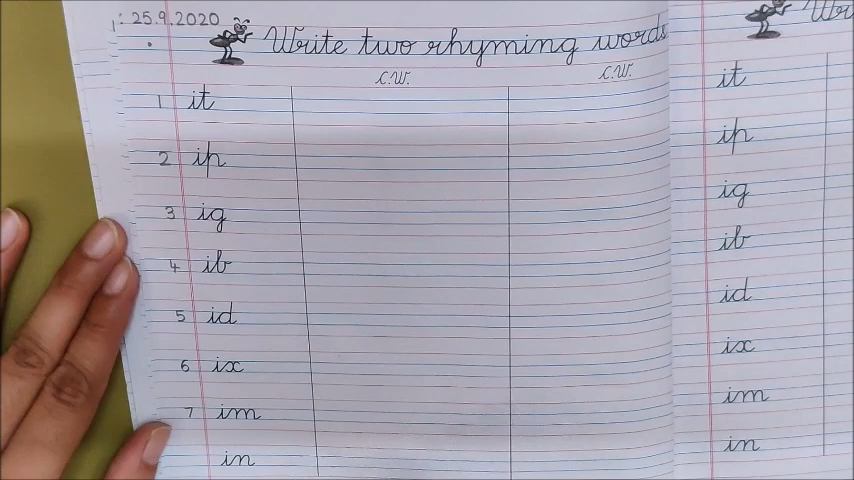 : 25.9.2020
Write two rhyming words
c.w. c.w.
1 it
2 ip
3 ig
4 ib
5 id
6 ix
7 im
in
Wri
it
ip
ig
ib
id
ix
im
in